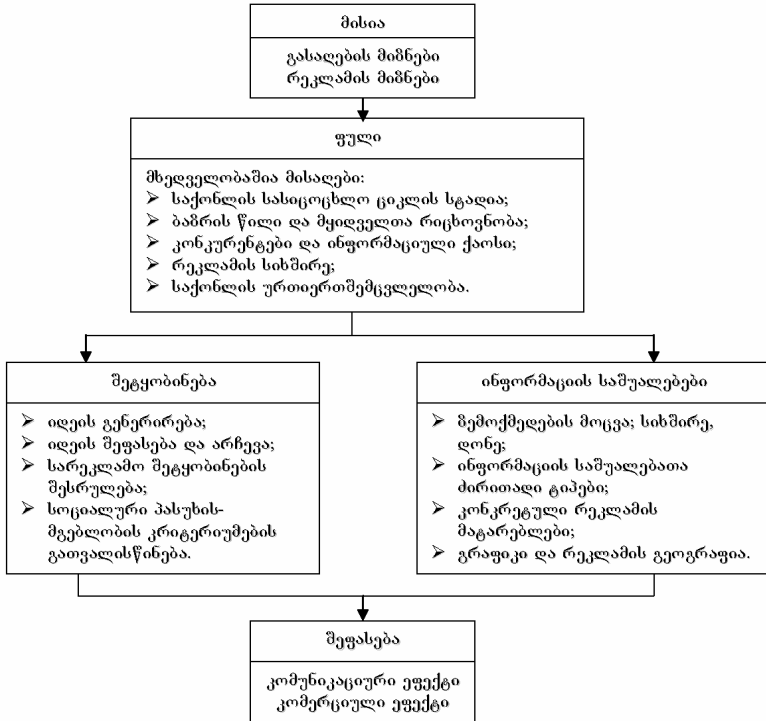 მისია
გასაღების მიზნები
რეკლამის მიზნები
ფული
მხედველობაშია მისაღები:
➢ საქონლის სასიცოცხლო ციკლის სტადია;
➢ ბაზრის წილი და მყიდველთა რიცხოვნობა;
➢ კონკურენტები და ინფორმაციული ქაოსი;
➢ რეკლამის სიხშირე;
➢ საქონლის ურთიერთშემცვლელობა.
შეტყობინება
➢ იდეის გენერირება;
➢ იდეის შეფასება და არჩევა;
➢ სარეკლამო შეტყობინების
შესრულება;
➢ სოციალური პასუხის-
მგებლობის კრიტერიუმების
გათვალისწინება.
ინფორმაციის საშუალებები
➢ ზემოქმედების მოცვა; სიხშირე,
დონე;
➢ ინფორმაციის საშუალებათა
ძირითადი ტიპები;
➢ კონკრეტული რეკლამის
მატარებლები;
➢ გრაფიკი და რეკლამის გეოგრაფია.
შეფასება
კომუნიკაციური ეფექტი
კომერციული ეფექტი